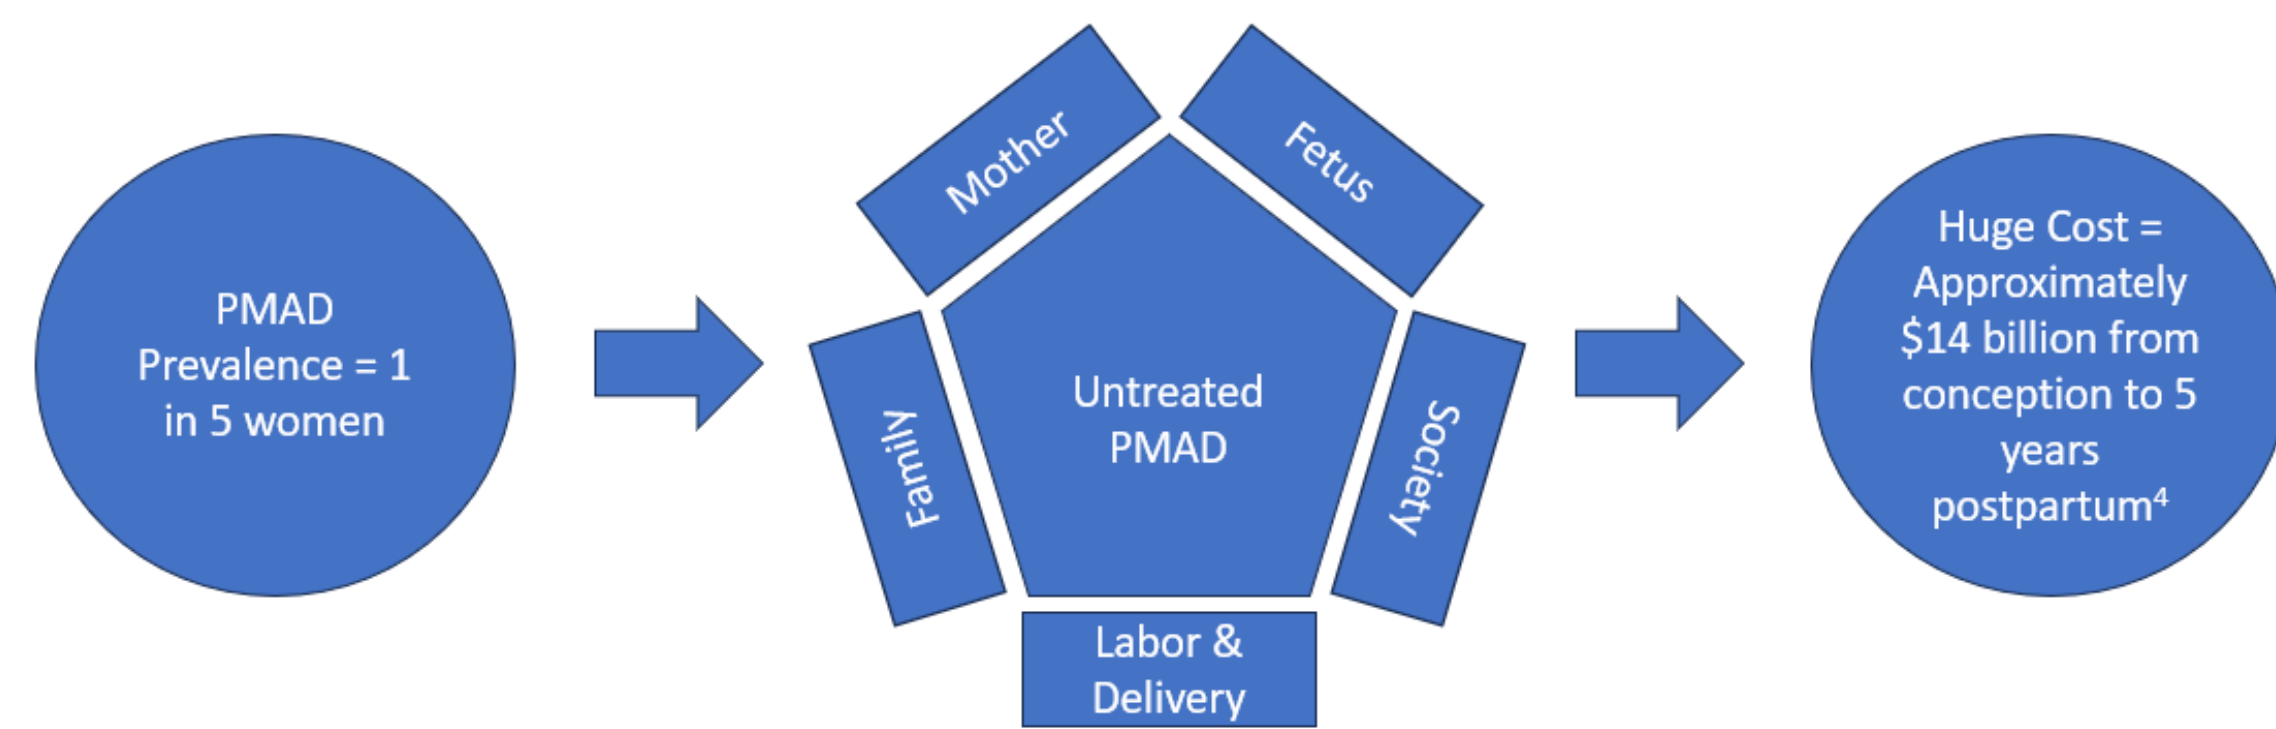 PMAD
Prevalence = 1
in 5 women
Mother
Fetus
Family
Untreated
PMAD
Society
Labor &
Delivery
Huge Cost =
Approximately
$14 billion from
conception to 5
years
postpartum⁴